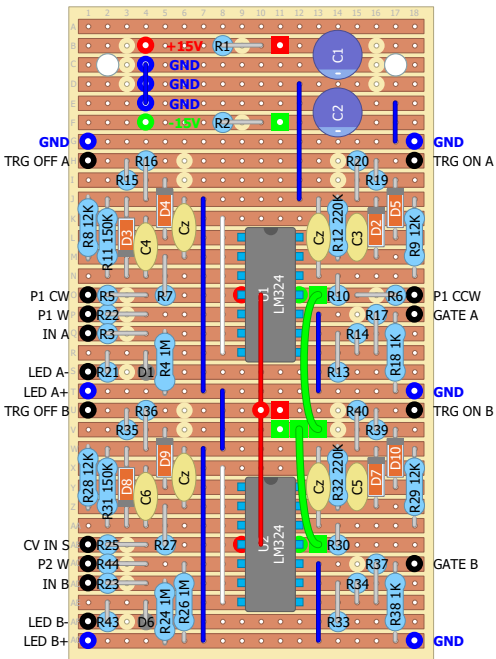 1 2 3 4 5 6 7 8 9 10 11 12 13 14 15 16 17 18
+15V R1
GND C1
GND
GND C2
-15V R2
GND GND
TRG OFF A R16 R20 TRG ON A
R15 R19
R8 12K R11 150K D3 C4 D4 Cz Cz R12 220K C3 D2 D5 R9 12K
U1 LM324
P1 CW R5 R7 R10 R6 P1 CCW
P1 W R22 R17 GATE A
IN A R3 R14
R4 1M R18 1K
LED A- R21 D1 R13
LED A+ GND
TRG OFF B R36 R40 TRG ON B
R35 R39
R28 12K R31 150K D8 C6 D9 Cz Cz R32 220K C5 D7 D10 R29 12K
U2 LM324
CV IN S R25 R27 R30
P2 W R44 R37 GATE B
IN B R23 R34
R24 1M R26 1M R38 1K
LED B- R43 D6 R33
LED B+ GND